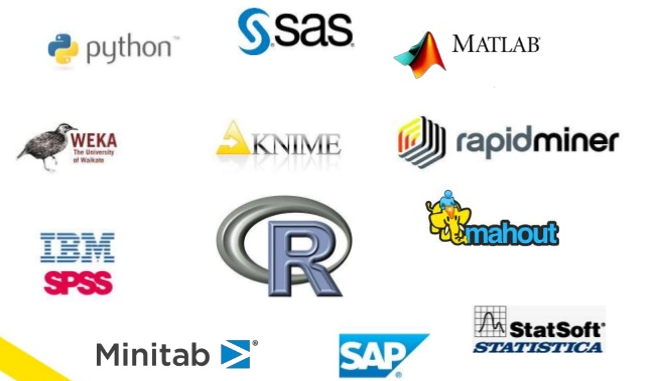 python™
sas
MATLAB®
WEKA
The University
of Waikato
KNIME
rapidminer
IBM
SPSS
R
mahout
Minitab®
SAP®
StatSoft®
STATISTICA